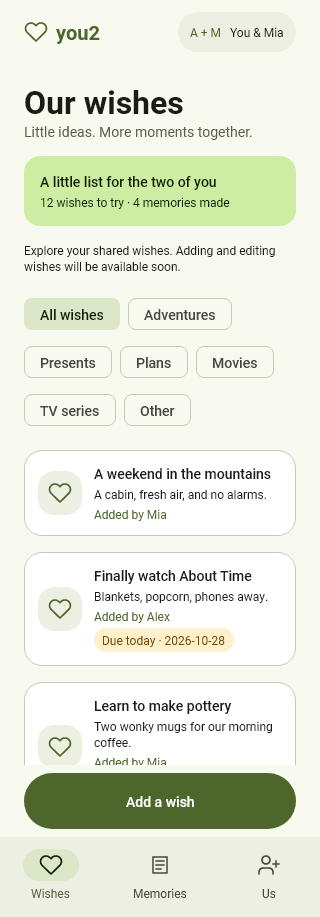 you2
A + M You & Mia
Our wishes
Little ideas. More moments together.
A little list for the two of you
12 wishes to try · 4 memories made
Explore your shared wishes. Adding and editing
wishes will be available soon.
All wishes
Adventures
Presents
Plans
Movies
TV series
Other
A weekend in the mountains
A cabin, fresh air, and no alarms.
Added by Mia
Finally watch About Time
Blankets, popcorn, phones away.
Added by Alex
Due today · 2026-10-28
Learn to make pottery
Two wonky mugs for our morning
coffee.
Added by Mia
Add a wish
Wishes
Memories
Us